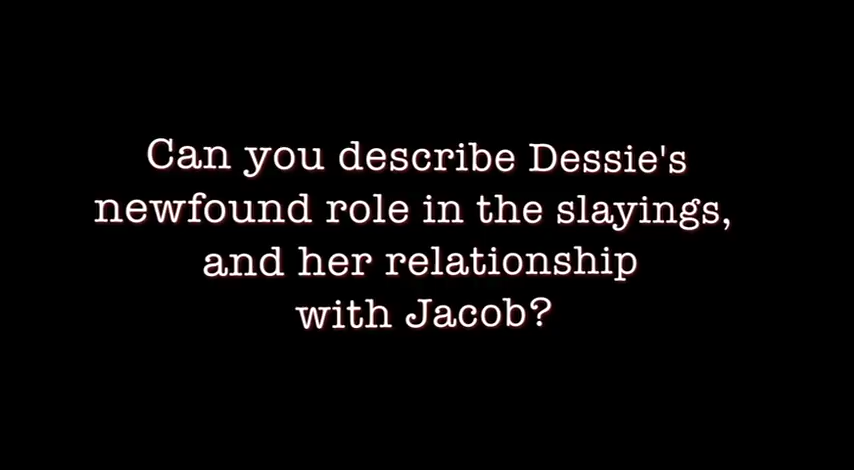 Can you describe Dessie's
newfound role in the slayings,
and her relationship
with Jacob?